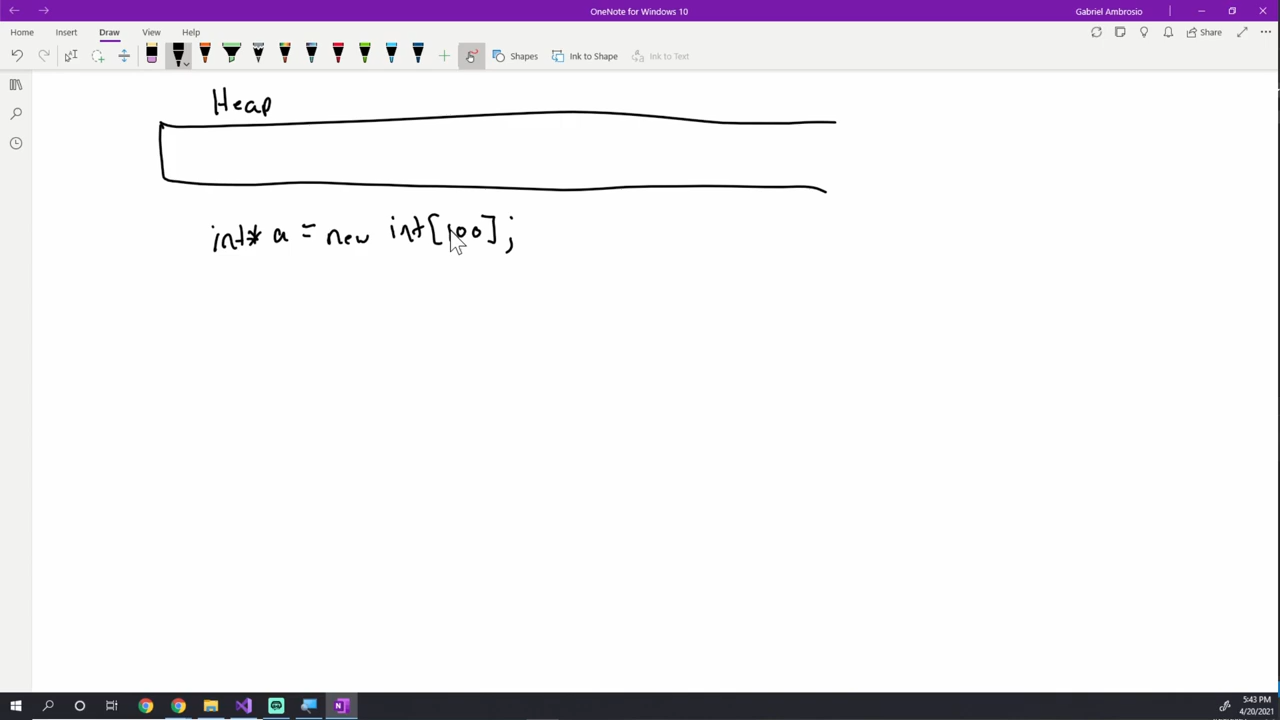 OneNote for Windows 10
Gabriel Ambrosio
Home Insert Draw View Help
Share
Shapes Ink to Shape Ink to Text
Heap
int* a = new int[100];
5:43 PM
4/20/2021